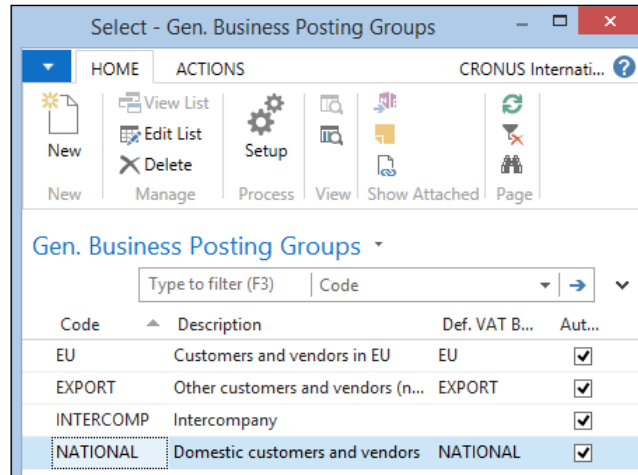 Select - Gen. Business Posting Groups
HOME ACTIONS CRONUS Internati... ?
New
View List
Edit List
Delete
Setup
New Manage Process View Show Attached Page
Gen. Business Posting Groups
Type to filter (F3) Code
Code Description Def. VAT B... Aut...
EU Customers and vendors in EU EU
EXPORT Other customers and vendors (n... EXPORT
INTERCOMP Intercompany
NATIONAL Domestic customers and vendors NATIONAL